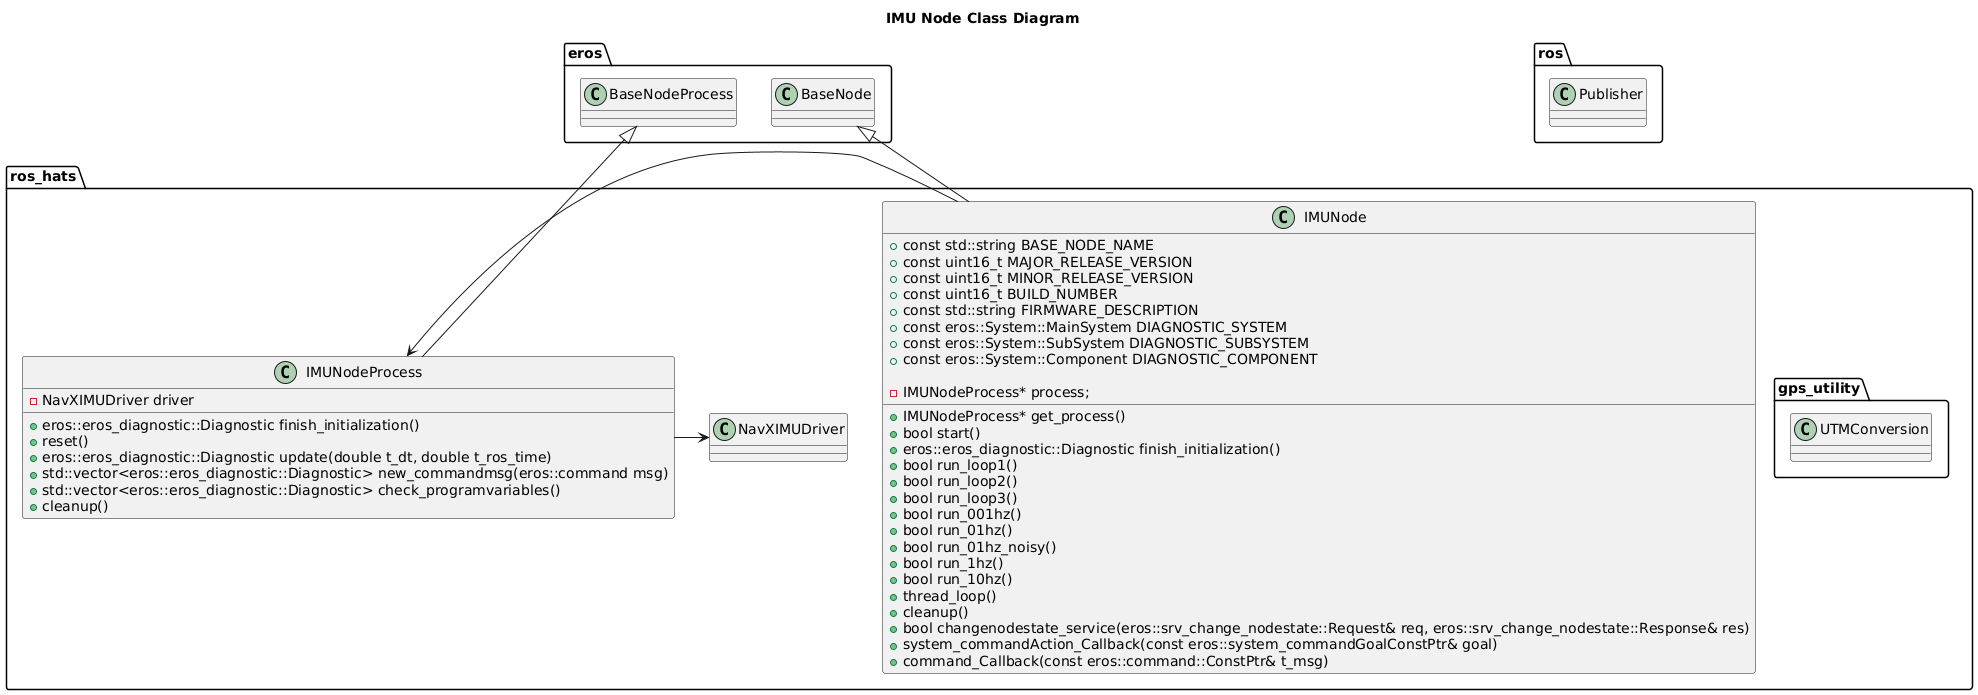 IMU Node Class Diagram
eros
C BaseNodeProcess
C BaseNode
ros
C Publisher
ros_hats
C IMUNode
const std::string BASE_NODE_NAME
const uint16_t MAJOR_RELEASE_VERSION
const uint16_t MINOR_RELEASE_VERSION
const uint16_t BUILD_NUMBER
const std::string FIRMWARE_DESCRIPTION
const eros::System::MainSystem DIAGNOSTIC_SYSTEM
const eros::System::SubSystem DIAGNOSTIC_SUBSYSTEM
const eros::System::Component DIAGNOSTIC_COMPONENT
IMUNodeProcess* process;
IMUNodeProcess* get_process()
bool start()
eros::eros_diagnostic::Diagnostic finish_initialization()
bool run_loop1()
bool run_loop2()
bool run_loop3()
bool run_001hz()
bool run_01hz()
bool run_01hz_noisy()
bool run_1hz()
bool run_10hz()
thread_loop()
cleanup()
bool changenodestate_service(eros::srv_change_nodestate::Request& req, eros::srv_change_nodestate::Response& res)
system_commandAction_Callback(const eros::system_commandGoalConstPtr& goal)
command_Callback(const eros::command::ConstPtr& t_msg)
C IMUNodeProcess
NavXIMUDriver driver
eros::eros_diagnostic::Diagnostic finish_initialization()
reset()
eros::eros_diagnostic::Diagnostic update(double t_dt, double t_ros_time)
std::vector<eros::eros_diagnostic::Diagnostic> new_commandmsg(eros::command msg)
std::vector<eros::eros_diagnostic::Diagnostic> check_programvariables()
cleanup()
C NavXIMUDriver
gps_utility
C UTMConversion